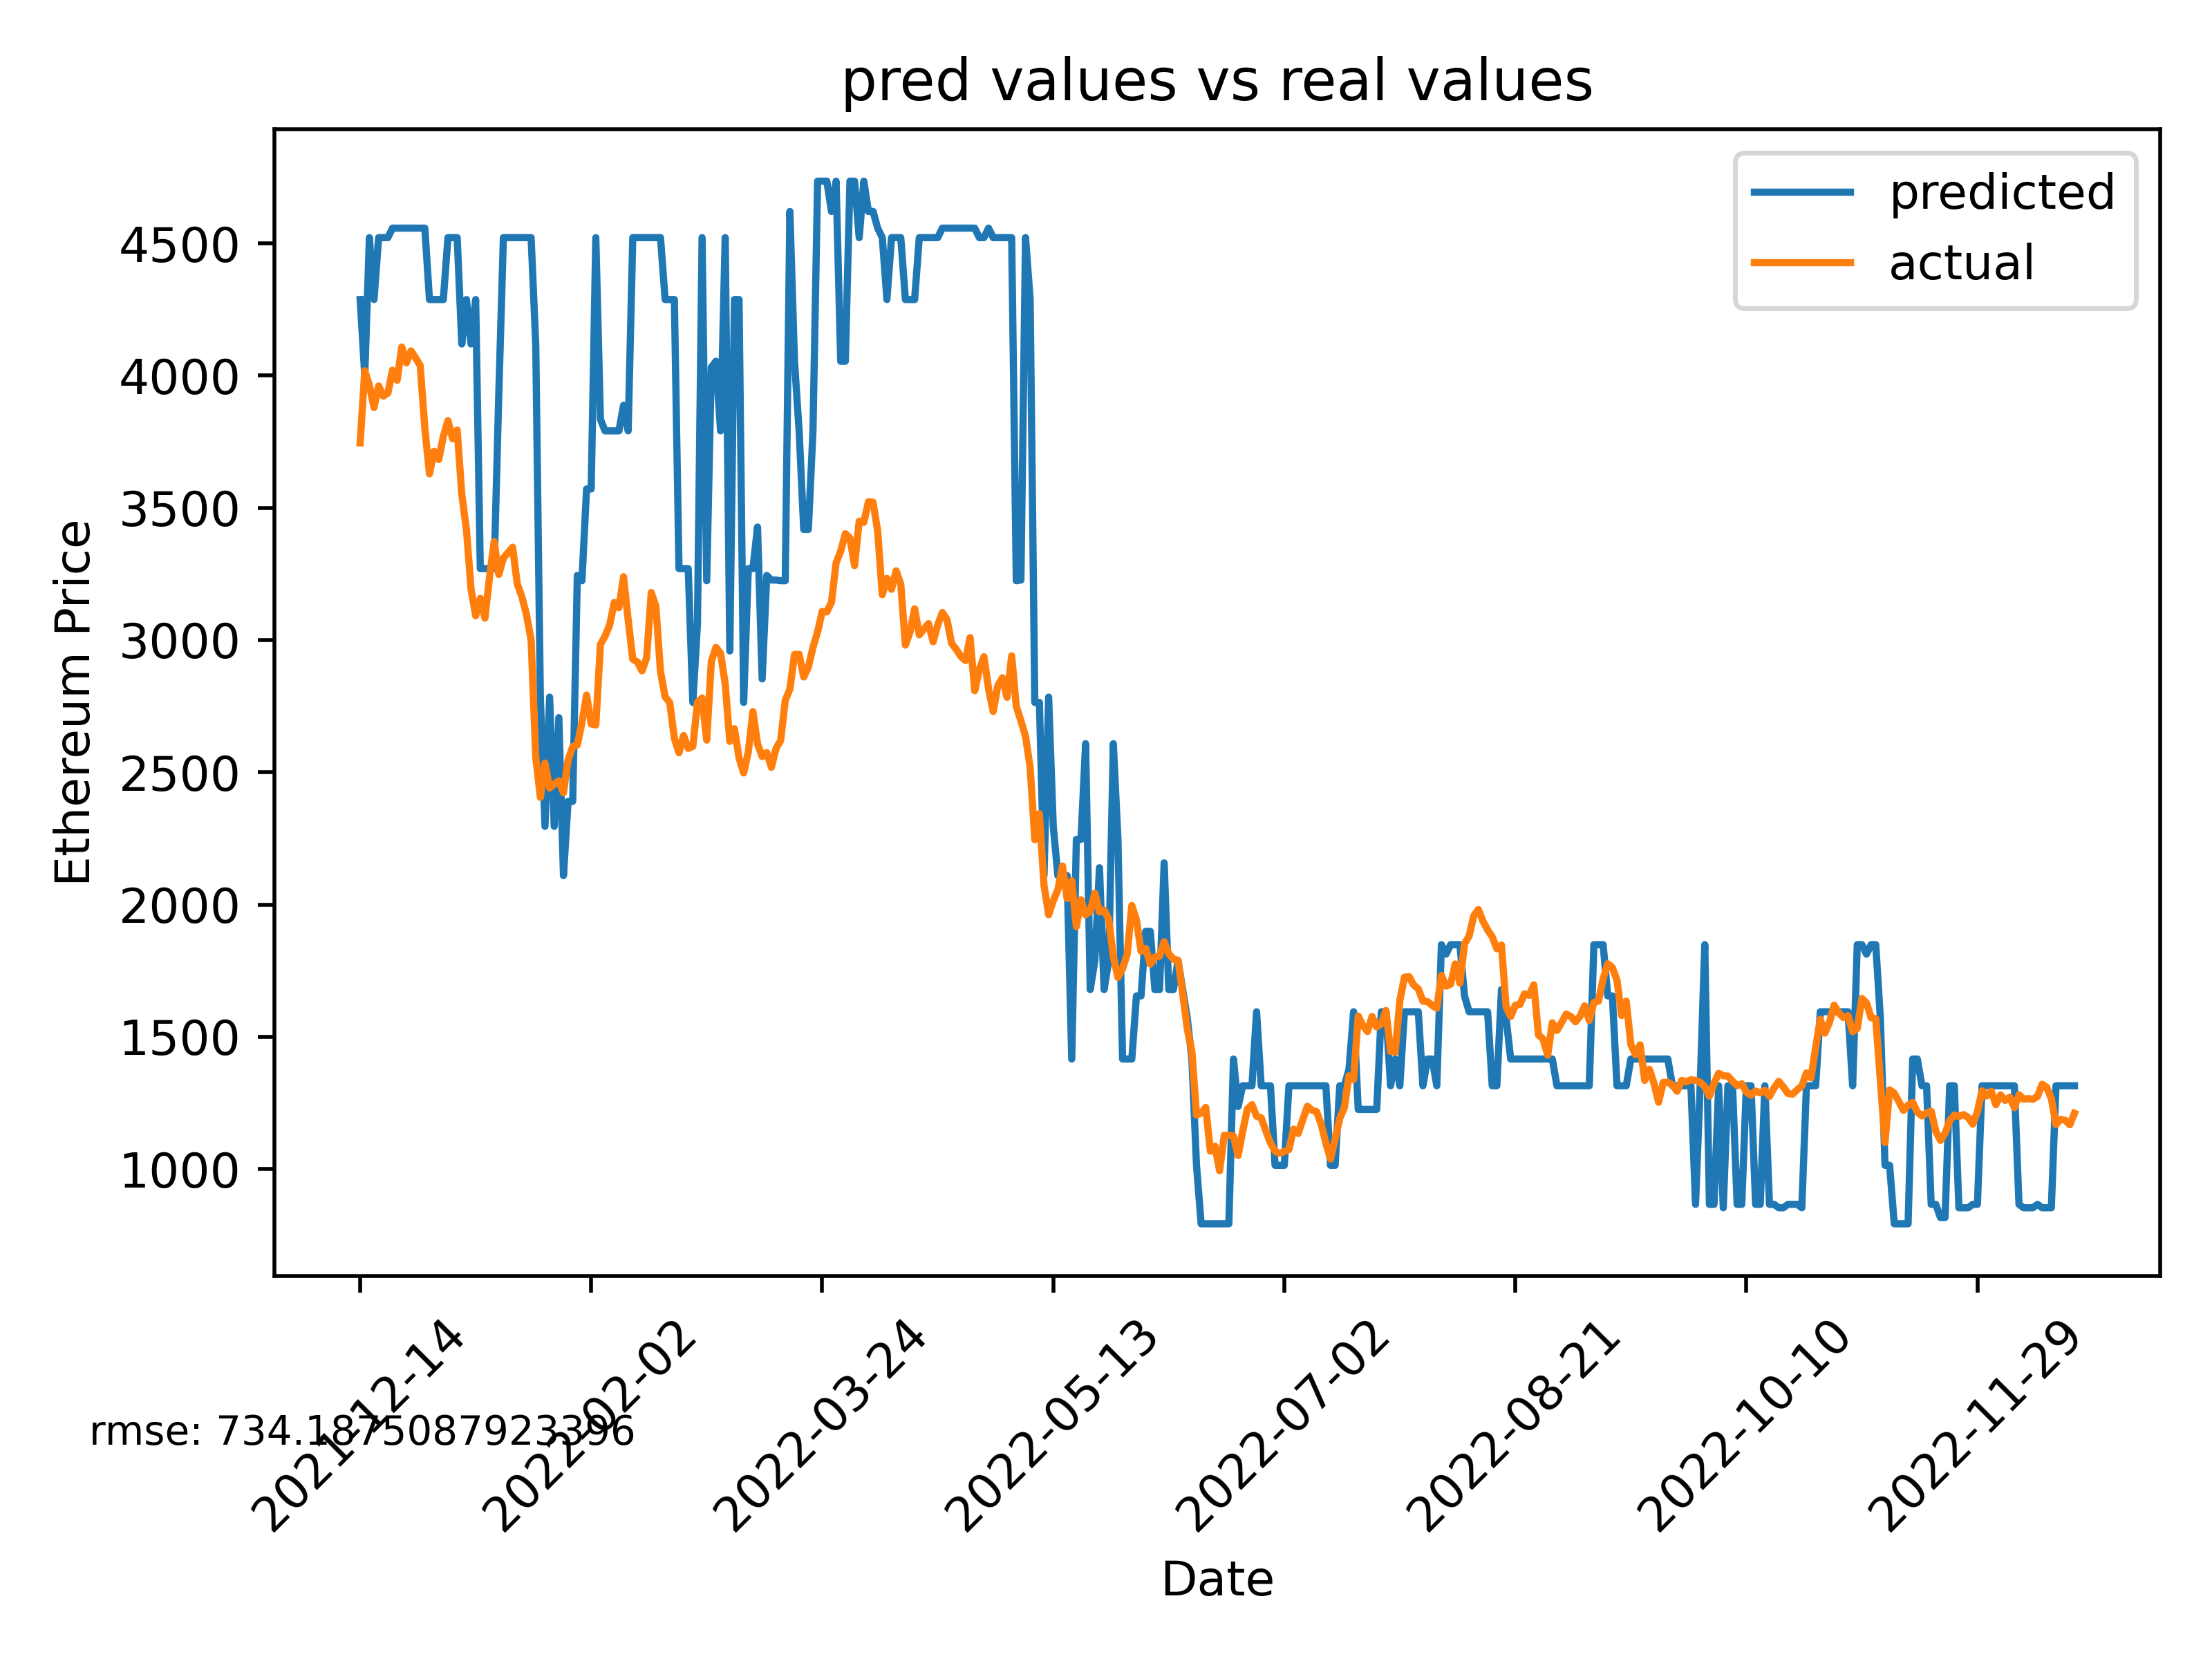 pred values vs real values
predicted
actual
Ethereum Price
4500
4000
3500
3000
2500
2000
1500
1000
2021-12-14
2022-02-02
2022-03-24
2022-05-13
2022-07-02
2022-08-21
2022-10-10
2022-11-29
rmse: 734.1875087923396
Date